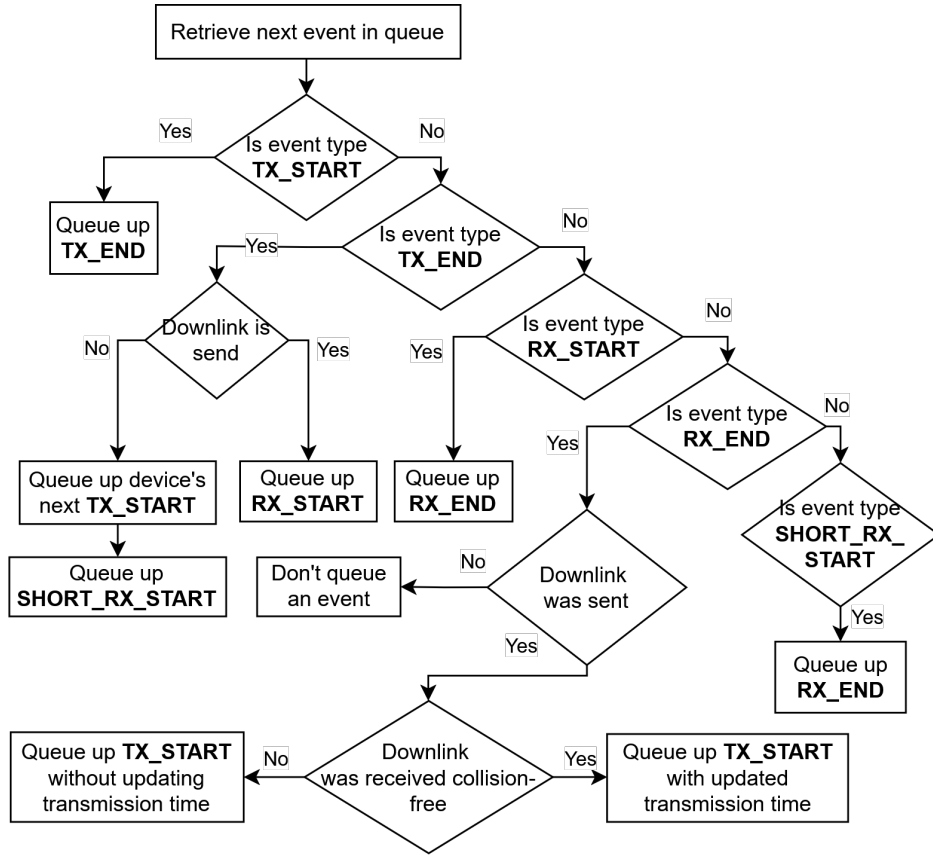 Retrieve next event in queue
Yes
No
Is event type
TX_START
Queue up
TX_END
Is event type
TX_END
No
Yes
Downlink is
send
Is event type
RX_START
No
No
Yes
Yes
Is event type
RX_END
No
Queue up device's
next TX_START
Queue up
RX_START
Queue up
RX_END
Yes
Is event type
SHORT_RX_
START
Queue up
SHORT_RX_START
Don't queue
an event
No
Downlink
was sent
Yes
Yes
Queue up
RX_END
Queue up TX_START
without updating
transmission time
No
Downlink
was received collision-
free
Yes
Queue up TX_START
with updated
transmission time